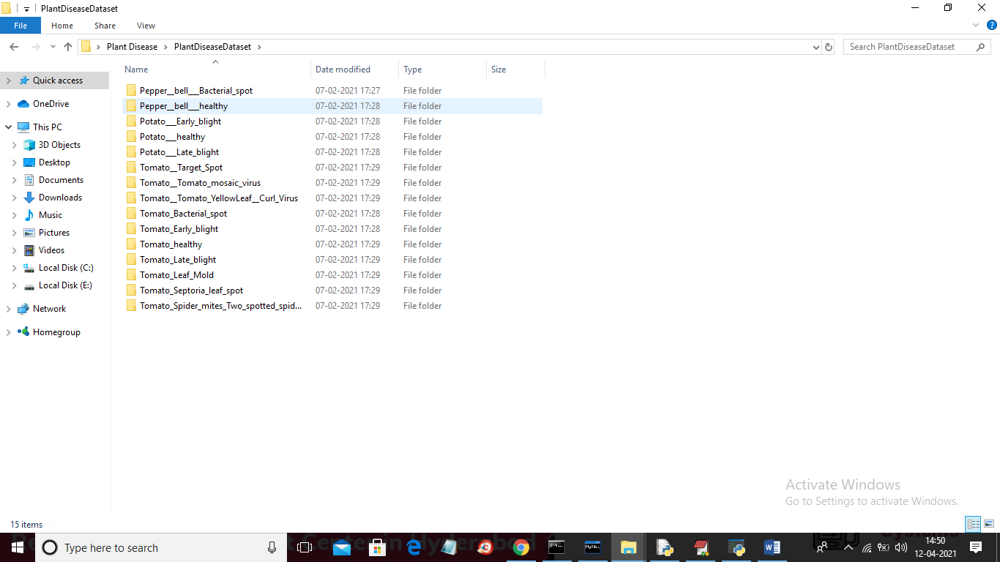 PlantDiseaseDataset
File Home Share View
Plant Disease PlantDiseaseDataset Search PlantDiseaseDataset
Name Date modified Type Size
Quick access
OneDrive
This PC
3D Objects
Desktop
Documents
Downloads
Music
Pictures
Videos
Local Disk (C:)
Local Disk (E:)
Network
Homegroup
Pepper__bell___Bacterial_spot 07-02-2021 17:27 File folder
Pepper__bell___healthy 07-02-2021 17:28 File folder
Potato___Early_blight 07-02-2021 17:28 File folder
Potato___healthy 07-02-2021 17:28 File folder
Potato___Late_blight 07-02-2021 17:28 File folder
Tomato__Target_Spot 07-02-2021 17:29 File folder
Tomato__Tomato_mosaic_virus 07-02-2021 17:29 File folder
Tomato__Tomato_YellowLeaf__Curl_Virus 07-02-2021 17:29 File folder
Tomato_Bacterial_spot 07-02-2021 17:28 File folder
Tomato_Early_blight 07-02-2021 17:28 File folder
Tomato_healthy 07-02-2021 17:29 File folder
Tomato_Late_blight 07-02-2021 17:29 File folder
Tomato_Leaf_Mold 07-02-2021 17:29 File folder
Tomato_Septoria_leaf_spot 07-02-2021 17:29 File folder
Tomato_Spider_mites_Two_spotted_spid... 07-02-2021 17:29 File folder
Activate Windows
Go to Settings to activate Windows.
15 items
Type here to search
14:50
12-04-2021